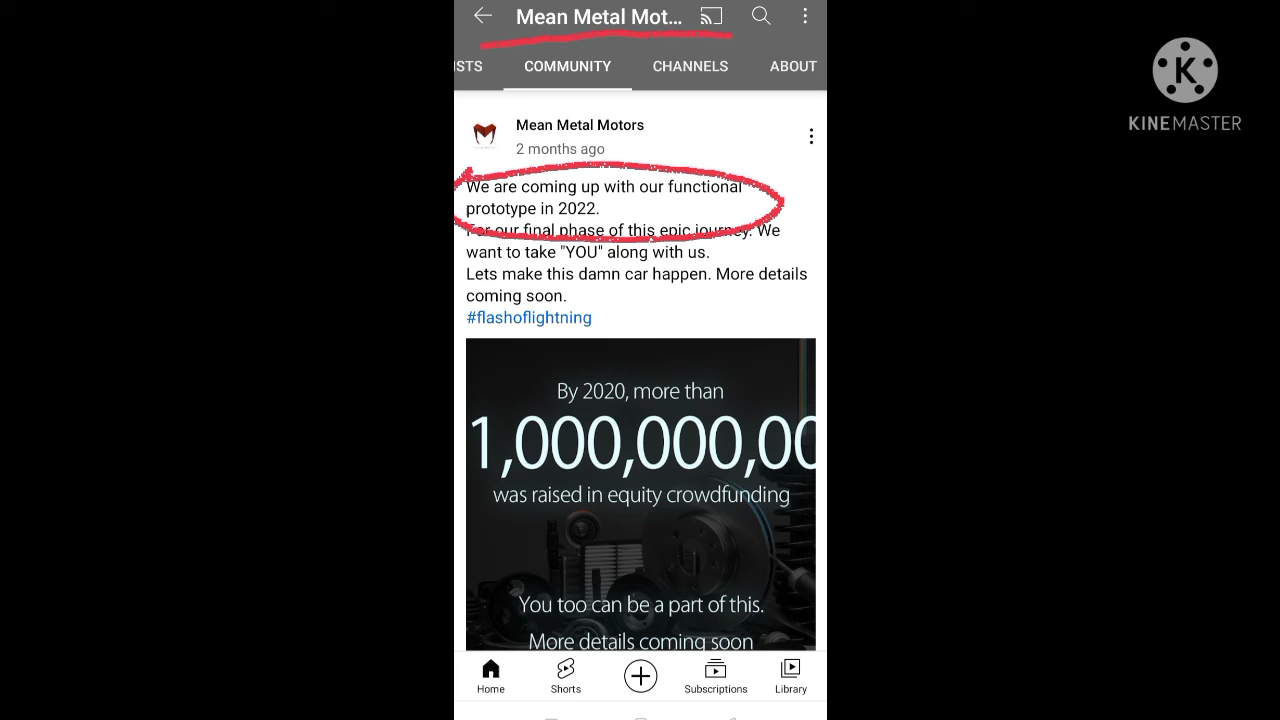 Mean Metal Mot...
ISTS COMMUNITY CHANNELS ABOUT
K
KINEMASTER
Mean Metal Motors
2 months ago
We are coming up with our functional
prototype in 2022.
For our final phase of this epic journey. We
want to take "YOU" along with us.
Lets make this damn car happen. More details
coming soon.
#flashoflightning
By 2020, more than
1,000,000,00
was raised in equity crowdfunding
You too can be a part of this.
More details coming soon
Home Shorts Subscriptions Library